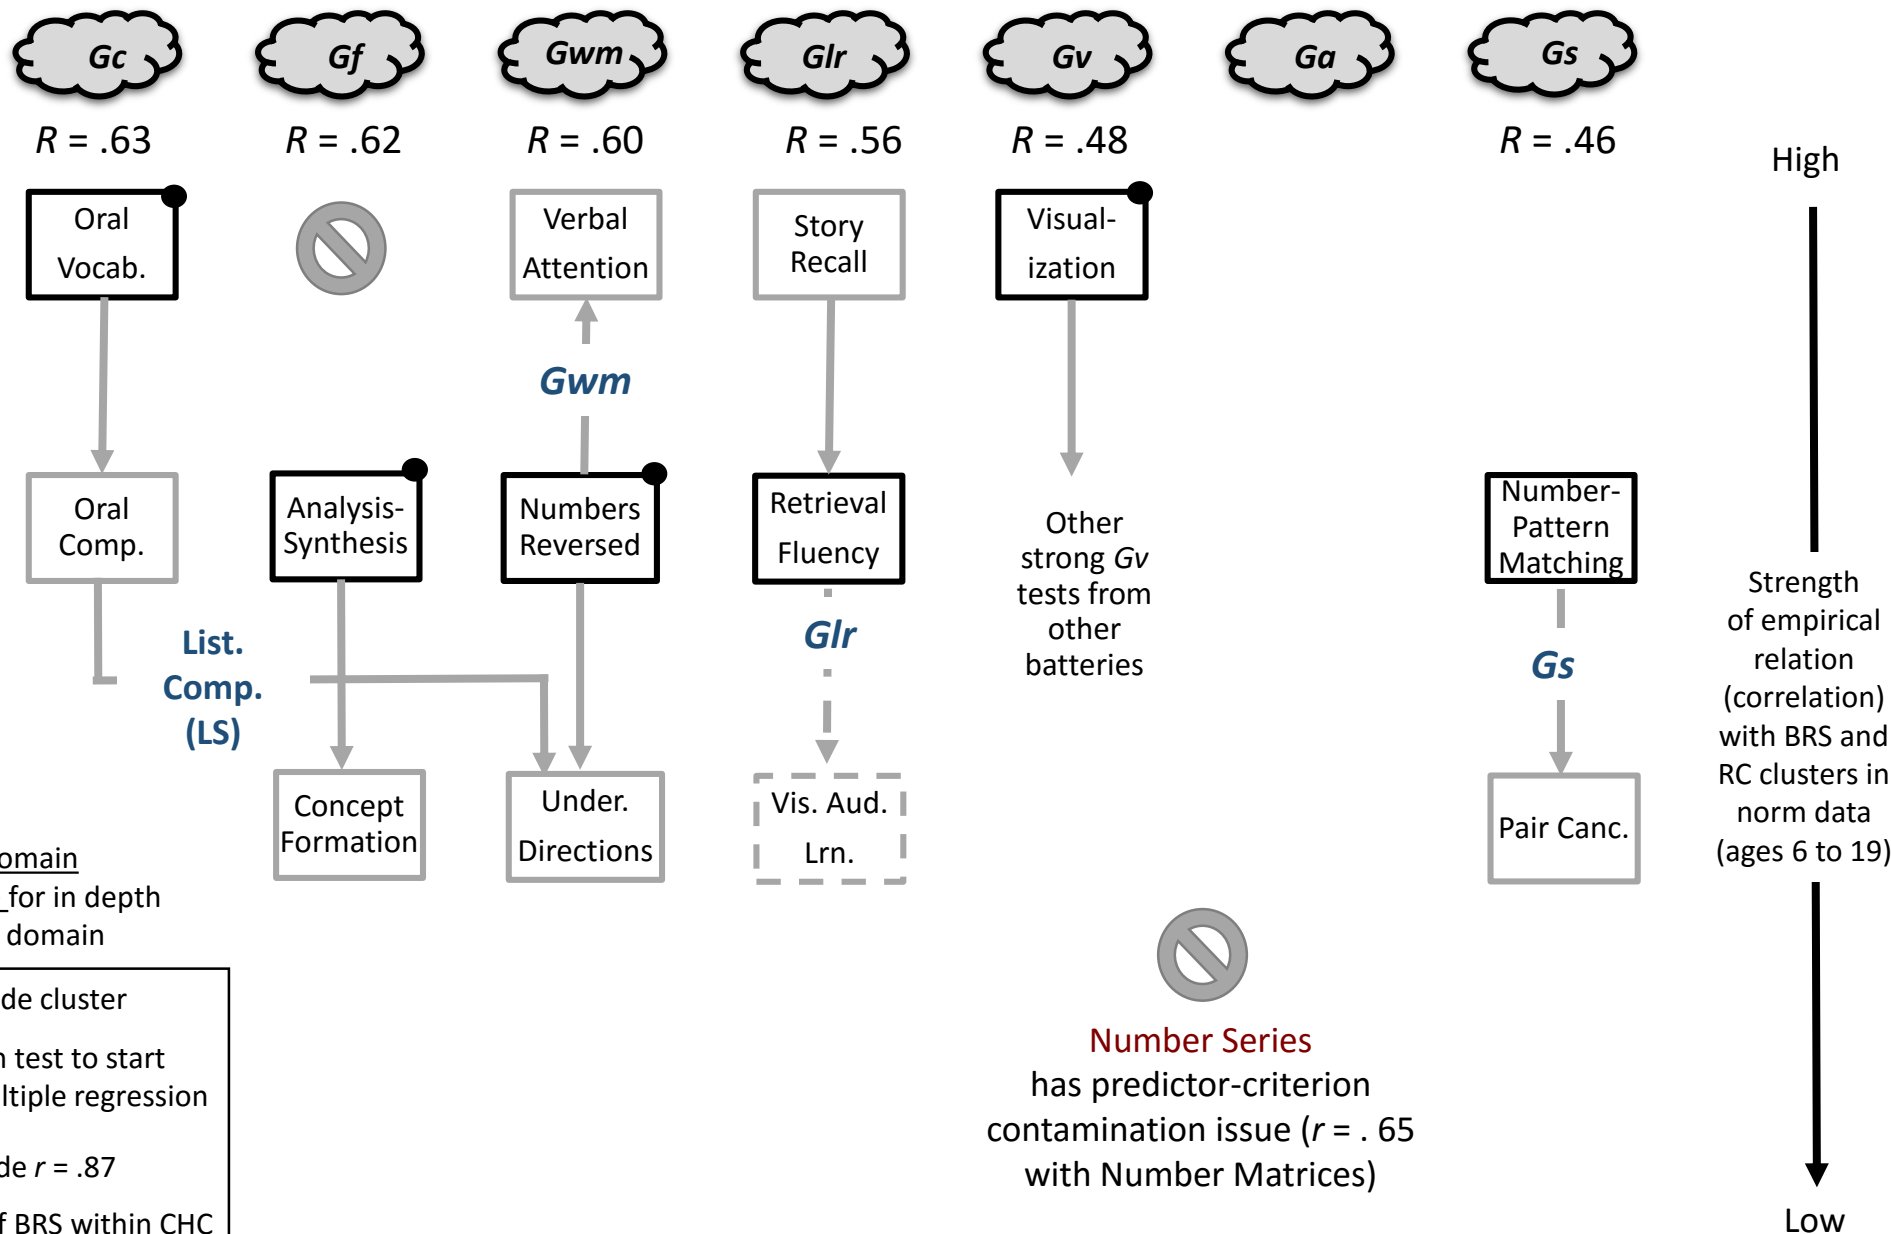 Gc
Gf
Gwm
Glr
Gv
Ga
Gs
R = .63
R = .62
R = .60
R = .56
R = .48
R = .46
High
Oral
Vocab.
Verbal
Attention
Story
Recall
Visual-
ization
Gwm
Oral
Comp.
Analysis-
Synthesis
Numbers
Reversed
Retrieval
Fluency
Other
strong Gv
tests from
other
batteries
Number-
Pattern
Matching
List.
Comp.
(LS)
Glr
Gs
Strength
of empirical
relation
(correlation)
with BRS and
RC clusters in
norm data
(ages 6 to 19)
Concept
Formation
Under.
Directions
Vis. Aud.
Lrn.
Pair Canc.
omain
for in depth
domain
de cluster
n test to start
ltiple regression
de r = .87
f BRS within CHC
Number Series
has predictor-criterion
contamination issue (r = . 65
with Number Matrices)
Low